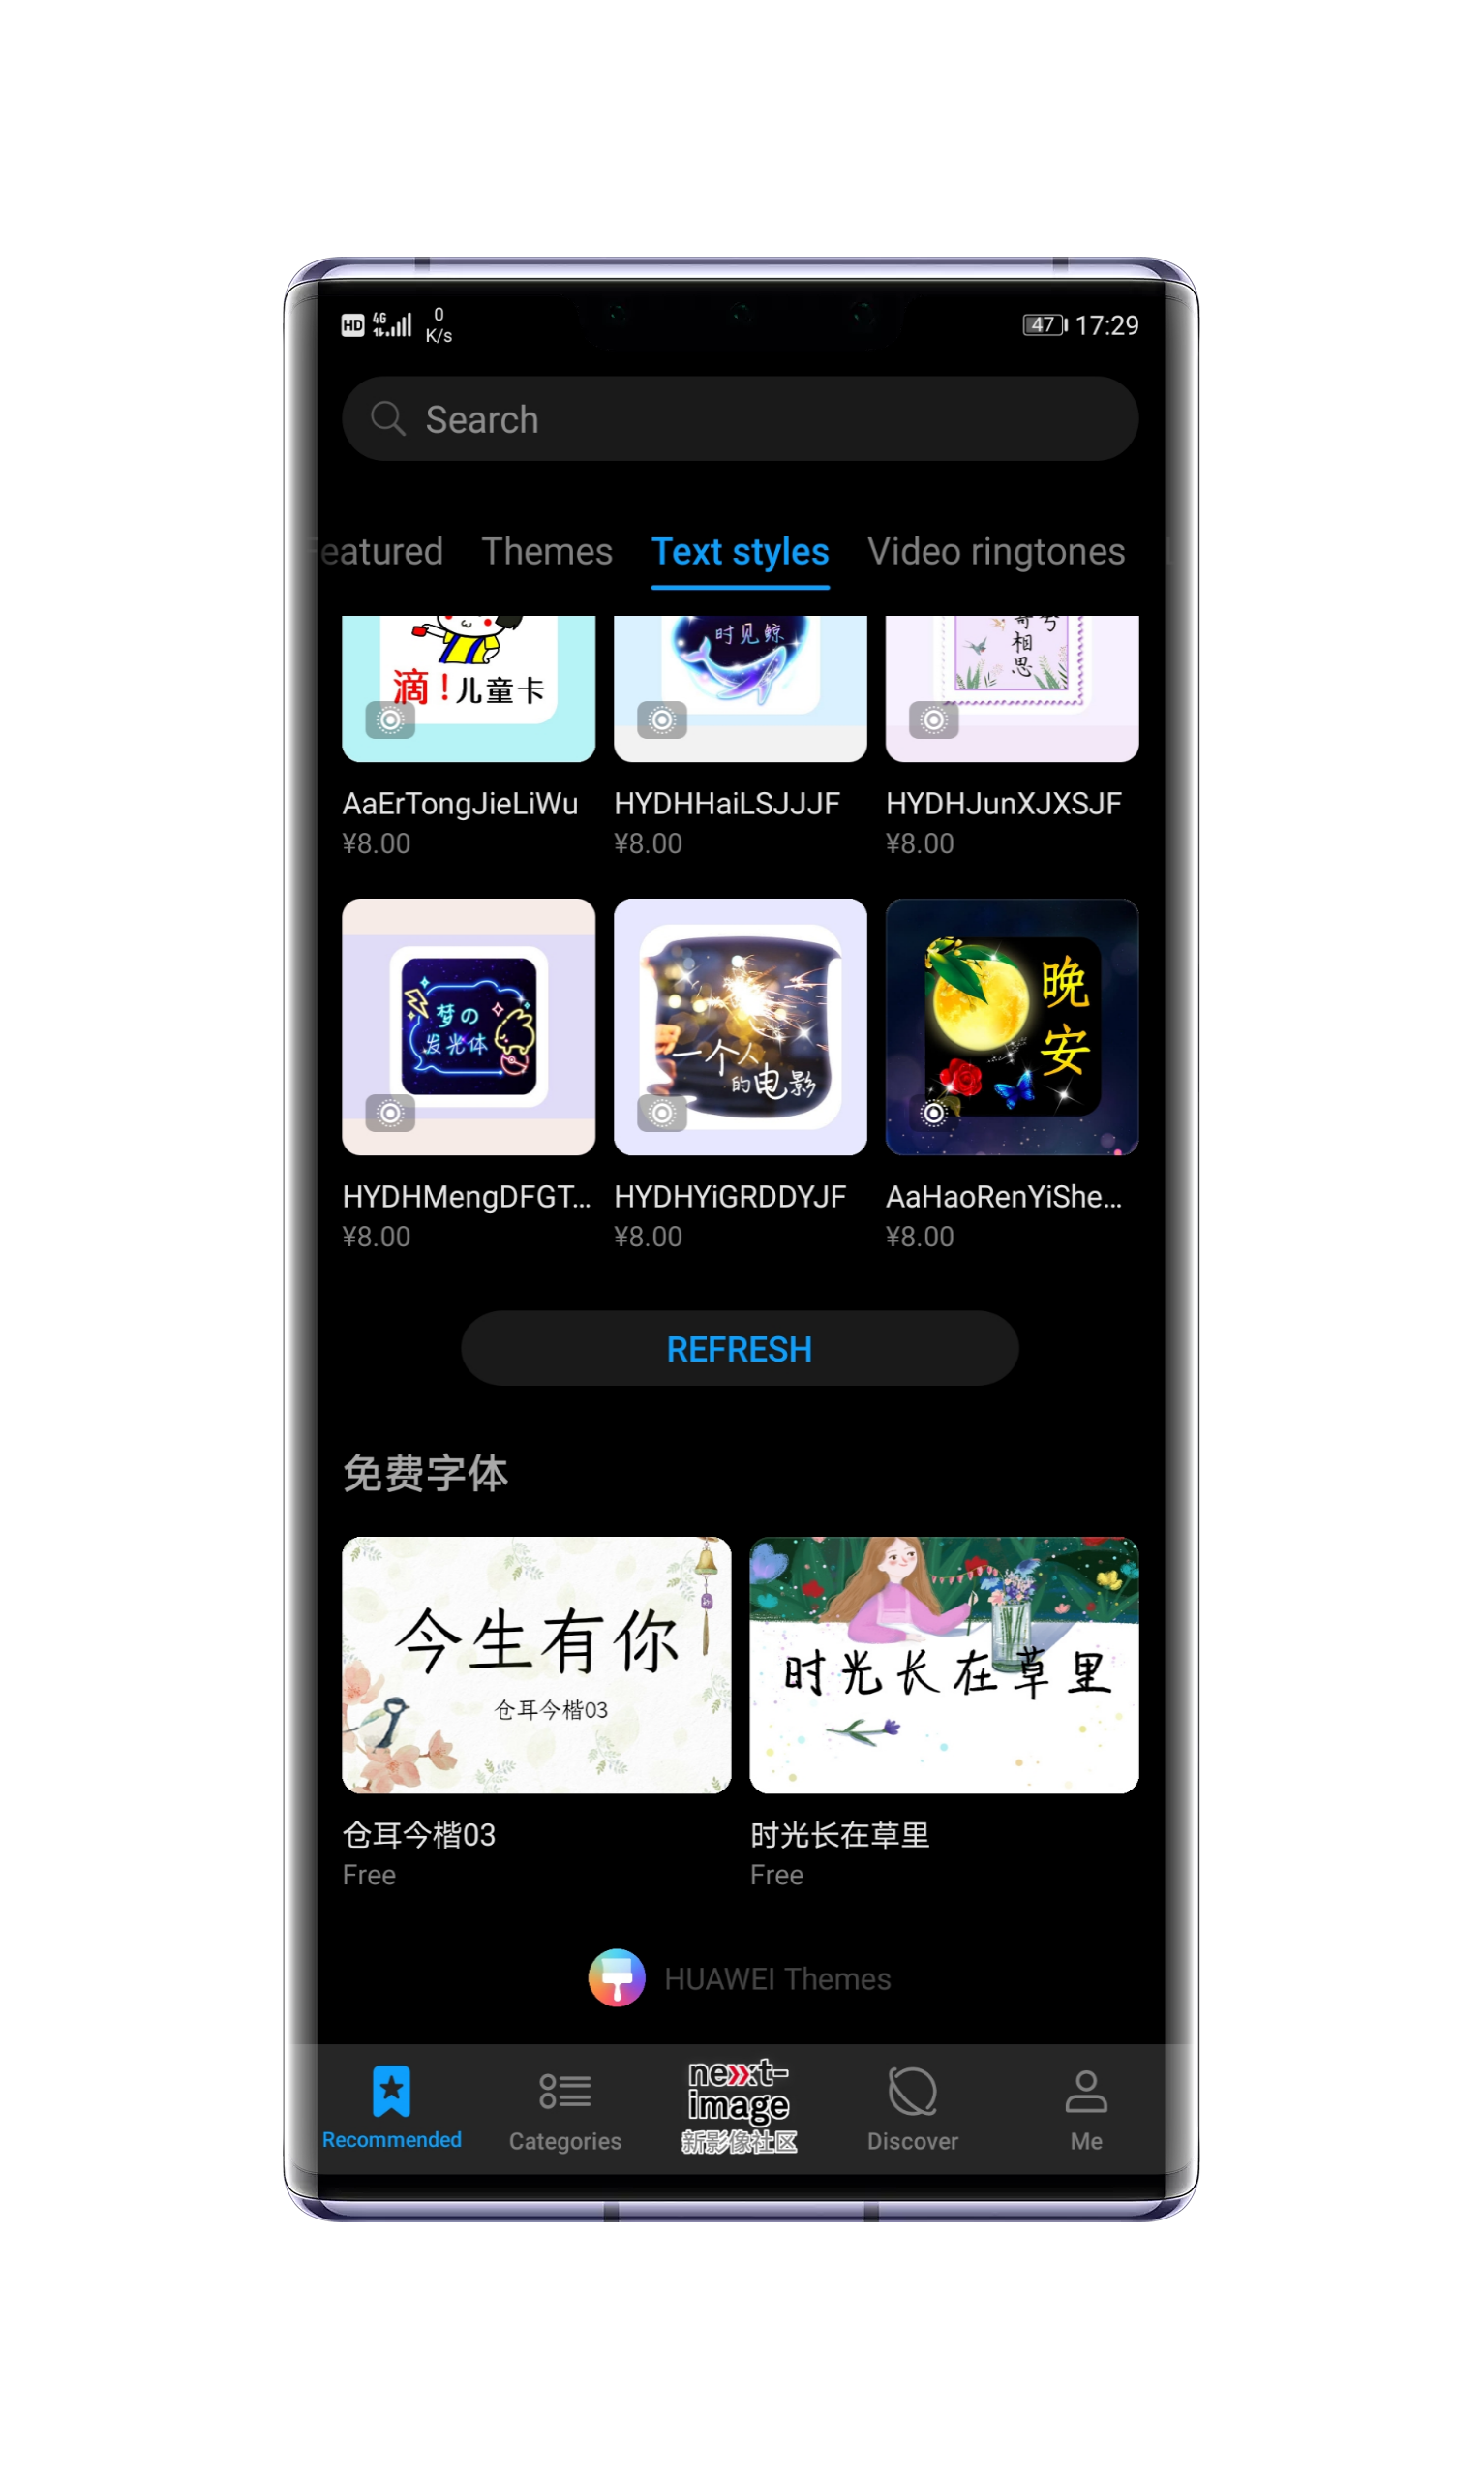 HD 4G 0 K/s 47 17:29
Search
Featured Themes Text styles Video ringtones
滴!儿童卡
时见鲸
寄相思
兮
AaErTongJieLiWu HYDHHaiLSJJJF HYDHJunXJXSJF
¥8.00 ¥8.00 ¥8.00
梦の
发光体
一个人
的电影
晚
安
HYDHMengDFGT... HYDHYiGRDDYJF AaHaoRenYiShe...
¥8.00 ¥8.00 ¥8.00
REFRESH
免费字体
今生有你
仓耳今楷03
时光长在草里
仓耳今楷03 时光长在草里
Free Free
HUAWEI Themes
next-
image
新影像社区
Recommended Categories Discover Me